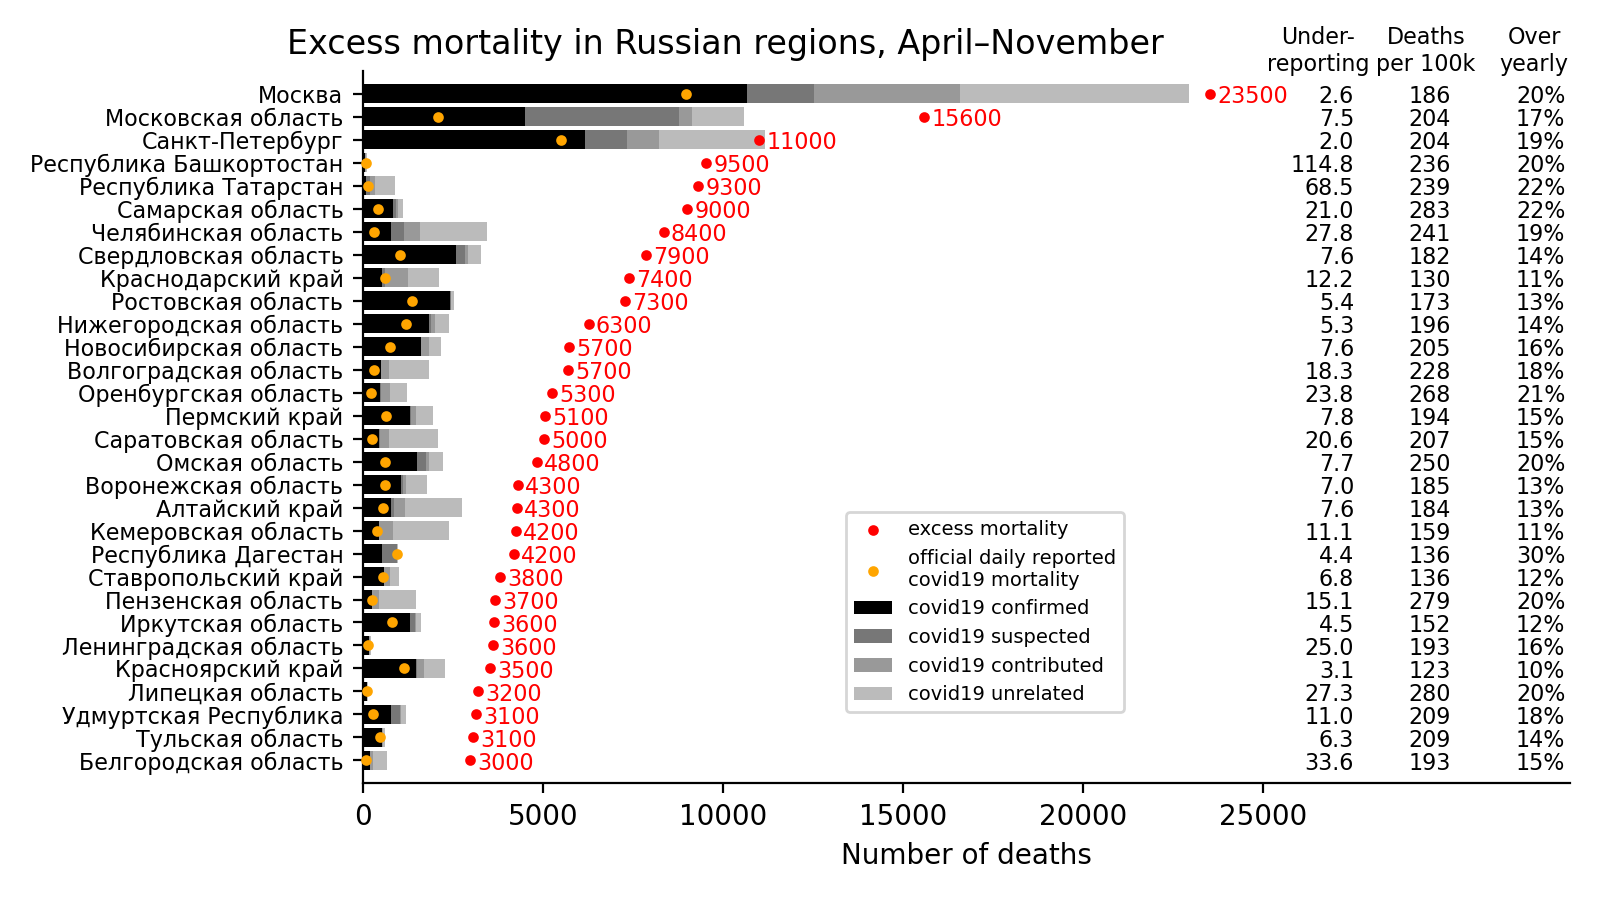 Excess mortality in Russian regions, April–November
Under- Deaths Over
reporting per 100k yearly
Москва 23500 2.6 186 20%
Московская область 15600 7.5 204 17%
Санкт-Петербург 11000 2.0 204 19%
Республика Башкортостан 9500 114.8 236 20%
Республика Татарстан 9300 68.5 239 22%
Самарская область 9000 21.0 283 22%
Челябинская область 8400 27.8 241 19%
Свердловская область 7900 7.6 182 14%
Краснодарский край 7400 12.2 130 11%
Ростовская область 7300 5.4 173 13%
Нижегородская область 6300 5.3 196 14%
Новосибирская область 5700 7.6 205 16%
Волгоградская область 5700 18.3 228 18%
Оренбургская область 5300 23.8 268 21%
Пермский край 5100 7.8 194 15%
Саратовская область 5000 20.6 207 15%
Омская область 4800 7.7 250 20%
Воронежская область 4300 7.0 185 13%
Алтайский край 4300 7.6 184 13%
Кемеровская область 4200 11.1 159 11%
Республика Дагестан 4200 4.4 136 30%
Ставропольский край 3800 6.8 136 12%
Пензенская область 3700 15.1 279 20%
Иркутская область 3600 4.5 152 12%
Ленинградская область 3600 25.0 193 16%
Красноярский край 3500 3.1 123 10%
Липецкая область 3200 27.3 280 20%
Удмуртская Республика 3100 11.0 209 18%
Тульская область 3100 6.3 209 14%
Белгородская область 3000 33.6 193 15%
excess mortality
official daily reported
covid19 mortality
covid19 confirmed
covid19 suspected
covid19 contributed
covid19 unrelated
0 5000 10000 15000 20000 25000
Number of deaths